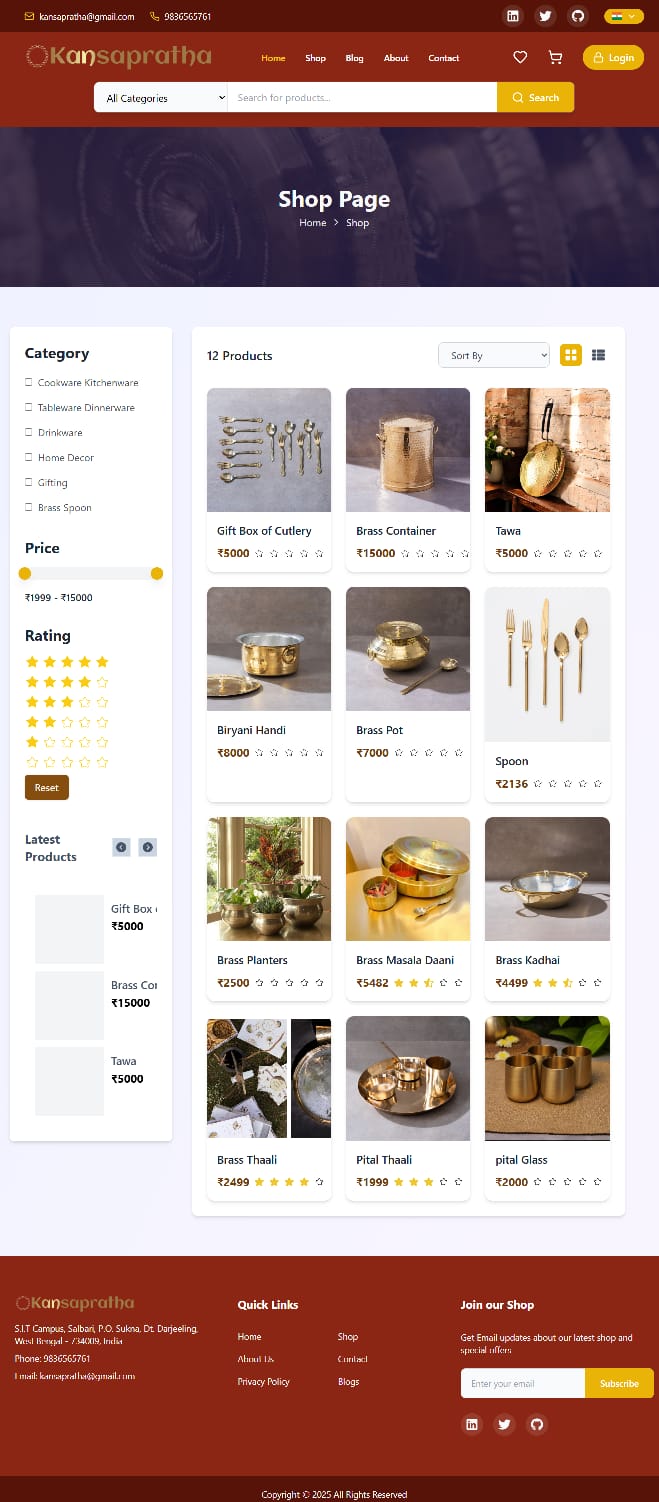 kansapratha@gmail.com 9836565761
Kansapratha
Home Shop Blog About Contact
Login
All Categories Search for products... Search
Shop Page
Home > Shop
Category
Cookware Kitchenware
Tableware Dinnerware
Drinkware
Home Decor
Gifting
Brass Spoon
Price
₹1999 - ₹15000
Rating
Reset
Latest
Products
Gift Box
₹5000
Brass Co
₹15000
Tawa
₹5000
12 Products Sort By
Gift Box of Cutlery Brass Container Tawa
₹5000 ₹15000 ₹5000
Biryani Handi Brass Pot
₹8000 ₹7000
Spoon
₹2136
Brass Planters Brass Masala Daani Brass Kadhai
₹2500 ₹5482 ₹4499
Brass Thaali Pital Thaali pital Glass
₹2499 ₹1999 ₹2000
Kansapratha
S.I.T Campus, Salbari, P.O. Sukna, Dt. Darjeeling,
West Bengal - 734009, India
Phone: 9836565761
Email: kansapratha@gmail.com
Quick Links
Home Shop
About Us Contact
Privacy Policy Blogs
Join our Shop
Get Email updates about our latest shop and
special offers
Enter your email Subscribe
Copyright © 2025 All Rights Reserved